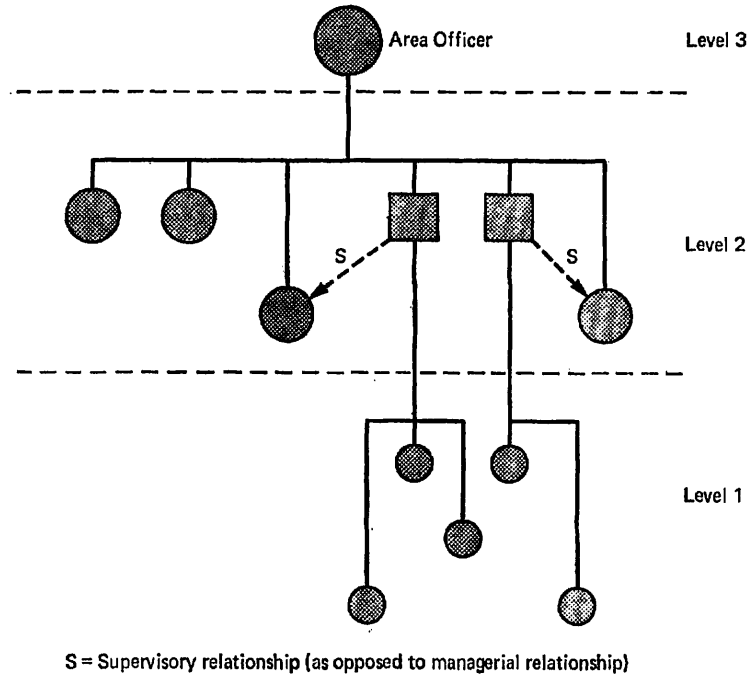 Area Officer
Level 3
Level 2
S
S
Level 1
S = Supervisory relationship (as opposed to managerial relationship)